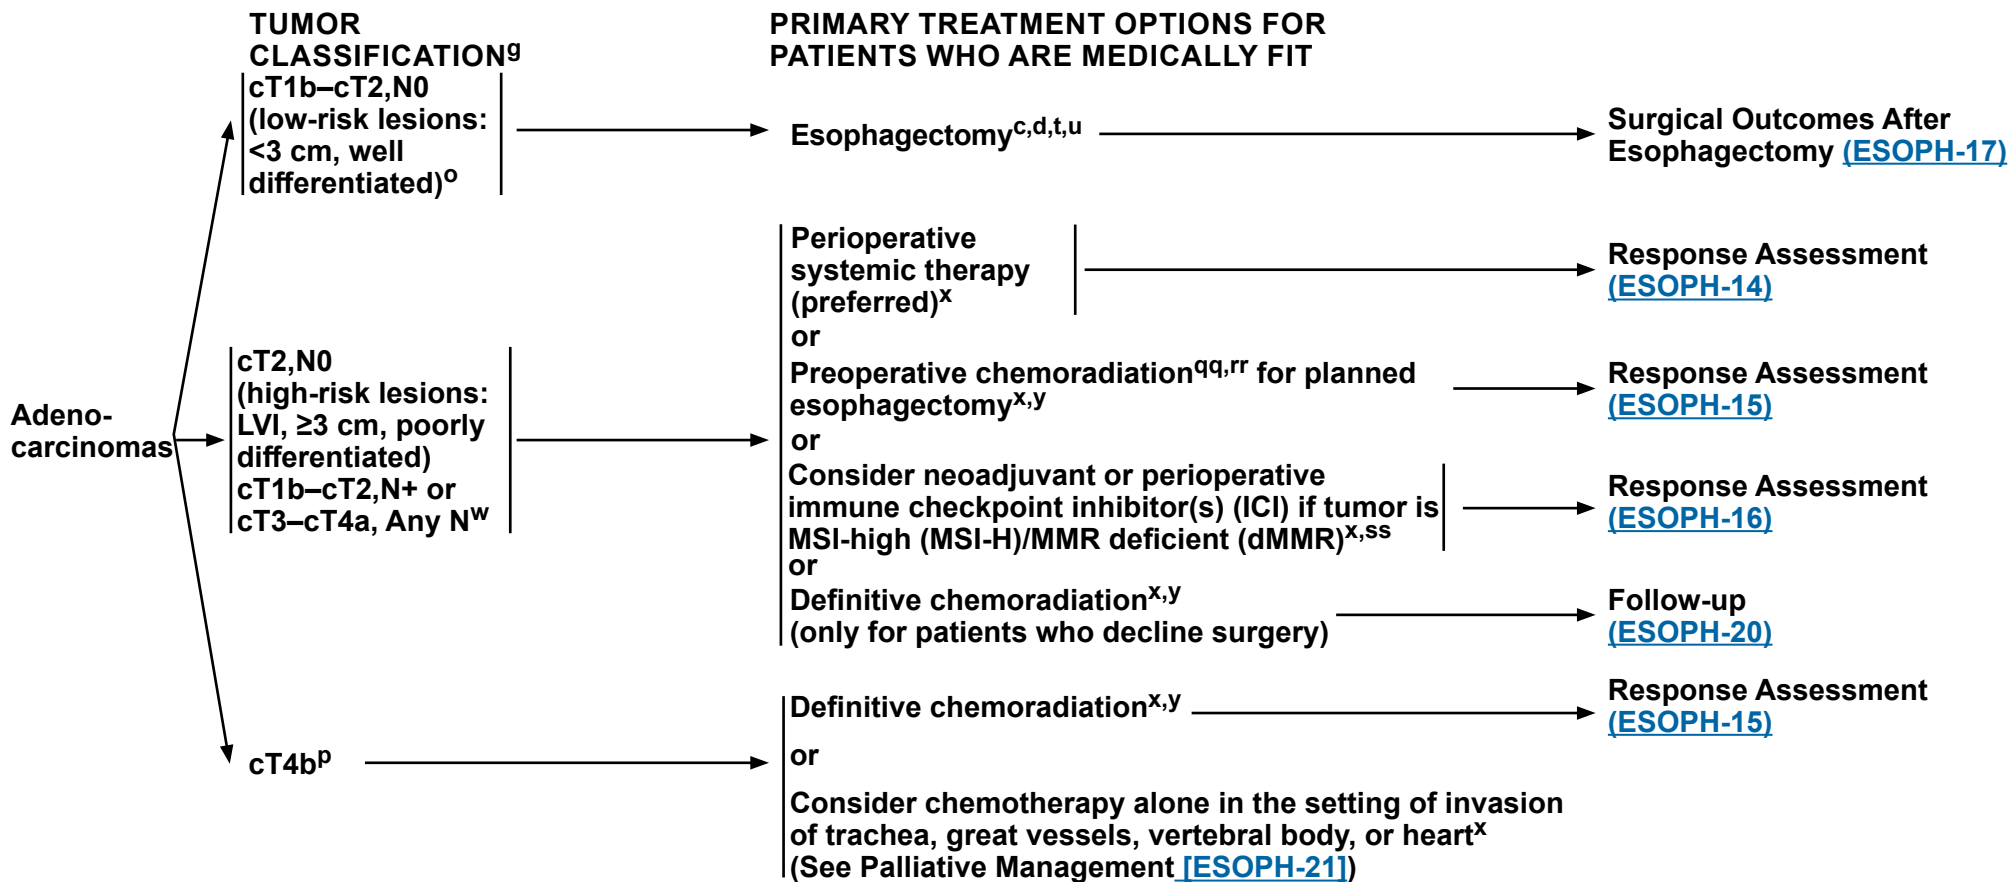 TUMOR
CLASSIFICATIONg
PRIMARY TREATMENT OPTIONS FOR
PATIENTS WHO ARE MEDICALLY FIT
Adeno-
carcinomas
cT1b–cT2,N0
(low-risk lesions:
<3 cm, well
differentiated)o
Esophagectomyc,d,t,u
Surgical Outcomes After
Esophagectomy (ESOPH-17)
cT2,N0
(high-risk lesions:
LVI, ≥3 cm, poorly
differentiated)
cT1b–cT2,N+ or
cT3–cT4a, Any Nw
Perioperative
systemic therapy
(preferred)x
Response Assessment
(ESOPH-14)
or
Preoperative chemoradiationqq,rr for planned
esophagectomyx,y
Response Assessment
(ESOPH-15)
or
Consider neoadjuvant or perioperative
immune checkpoint inhibitor(s) (ICI) if tumor is
MSI-high (MSI-H)/MMR deficient (dMMR)x,ss
Response Assessment
(ESOPH-16)
or
Definitive chemoradiationx,y
(only for patients who decline surgery)
Follow-up
(ESOPH-20)
cT4bp
Definitive chemoradiationx,y
Response Assessment
(ESOPH-15)
or
Consider chemotherapy alone in the setting of invasion
of trachea, great vessels, vertebral body, or heartx
(See Palliative Management [ESOPH-21])